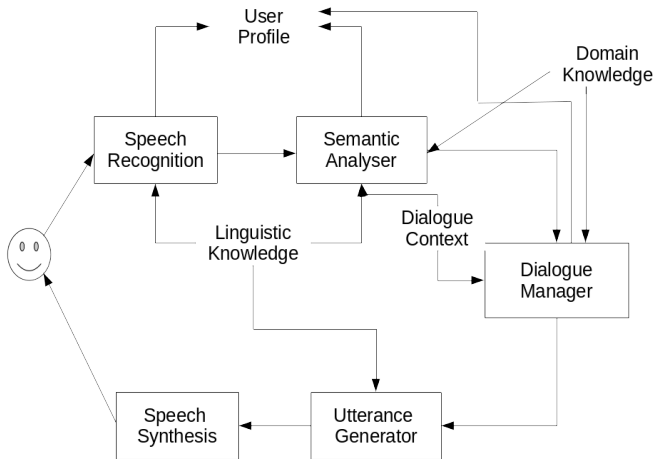 User
Profile
Domain
Knowledge
Speech
Recognition
Semantic
Analyser
Linguistic
Knowledge
Dialogue
Context
Dialogue
Manager
Speech
Synthesis
Utterance
Generator